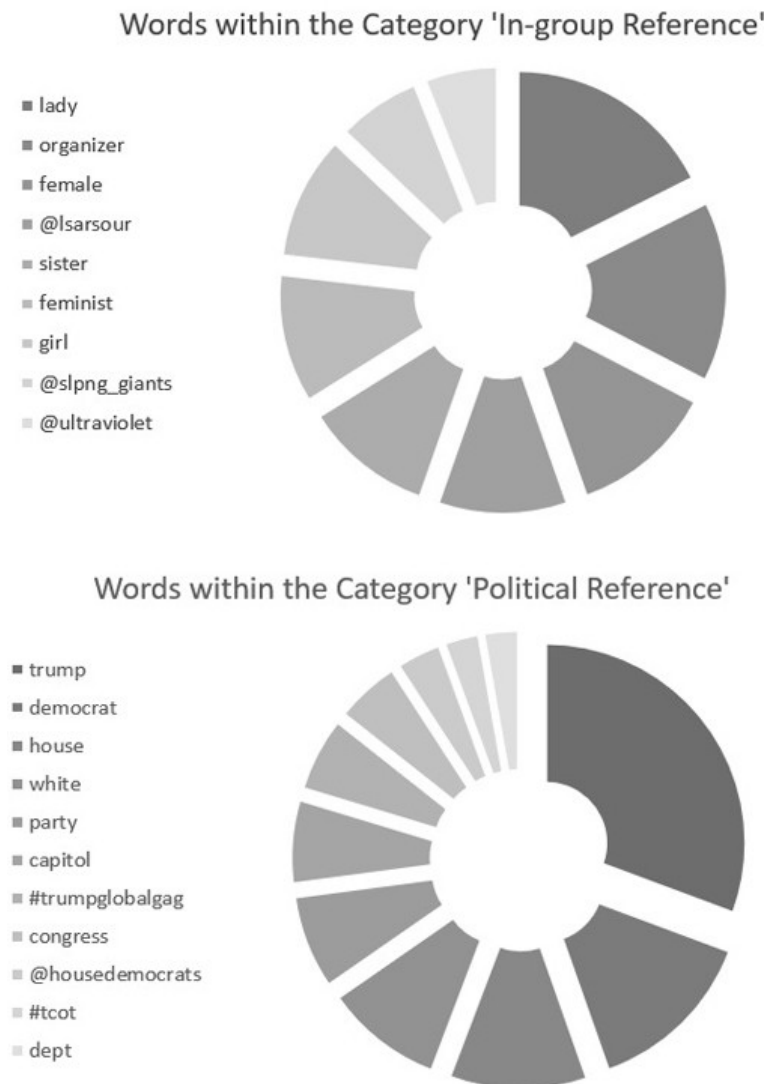 Words within the Category 'In-group Reference'
lady
organizer
female
@lsarsour
sister
feminist
girl
@slpng_giants
@ultraviolet
Words within the Category 'Political Reference'
trump
democrat
house
white
party
capitol
#trumpglobalgag
congress
@housedemocrats
#tcot
dept